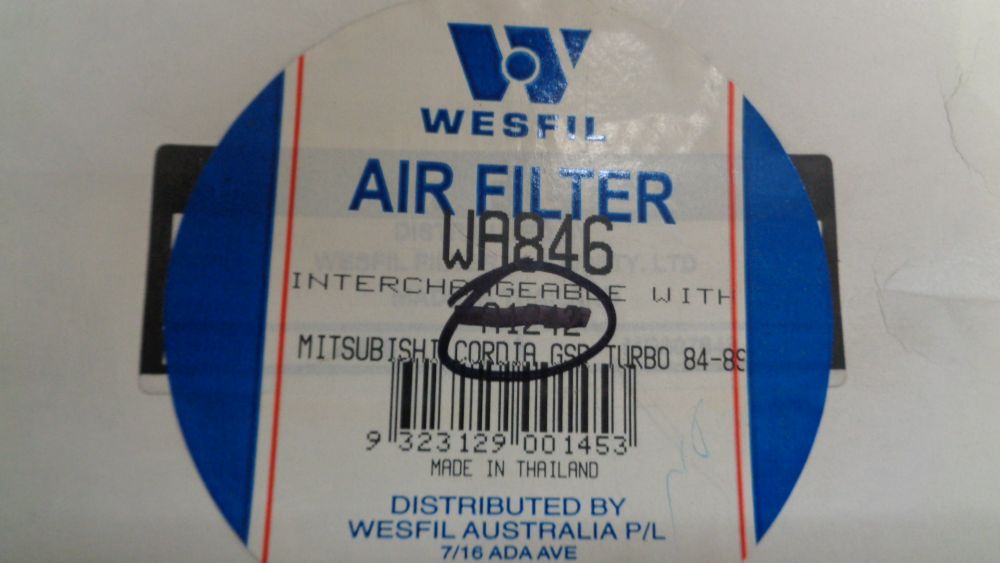 WESFIL
AIR FILTER
WA846
INTERCHANGEABLE WITH
A1242
MITSUBISHI CORDIA GSR TURBO 84-89
9 323129 001453
MADE IN THAILAND
DISTRIBUTED BY
WESFIL AUSTRALIA P/L
7/16 ADA AVE